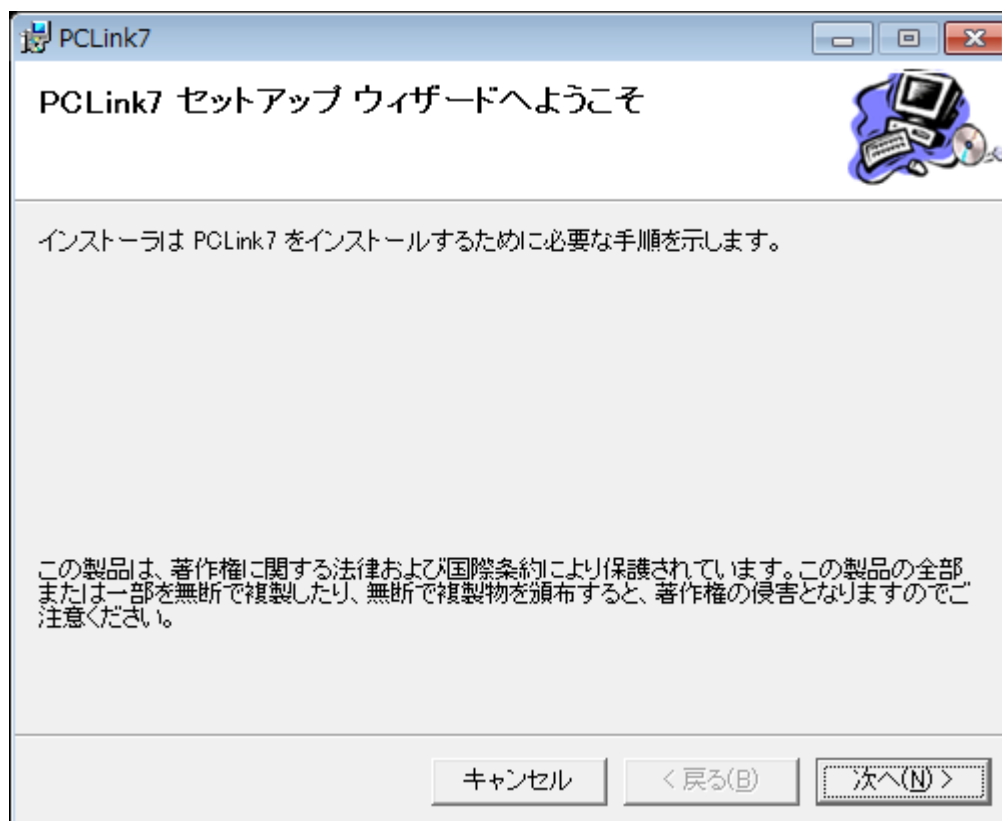 PCLink7
PCLink7 セットアップ ウィザードへようこそ
インストーラは PCLink7 をインストールするために必要な手順を示します。
この製品は、著作権に関する法律および国際条約により保護されています。この製品の全部
または一部を無断で複製したり、無断で複製物を頒布すると、著作権の侵害となりますのでご
注意ください。
キャンセル
< 戻る(B)
次へ(N) >